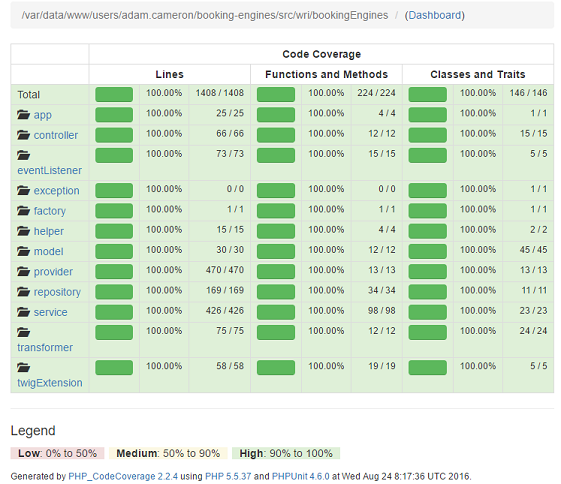 /var/data/www/users/adam.cameron/booking-engines/src/wri/bookingEngines / (Dashboard)
Code Coverage
Lines Functions and Methods Classes and Traits
Total 100.00% 1408 / 1408 100.00% 224 / 224 100.00% 146 / 146
app 100.00% 25 / 25 100.00% 4 / 4 100.00% 1 / 1
controller 100.00% 66 / 66 100.00% 12 / 12 100.00% 15 / 15
eventListener 100.00% 73 / 73 100.00% 15 / 15 100.00% 5 / 5
exception 100.00% 0 / 0 100.00% 0 / 0 100.00% 1 / 1
factory 100.00% 1 / 1 100.00% 1 / 1 100.00% 1 / 1
helper 100.00% 15 / 15 100.00% 4 / 4 100.00% 2 / 2
model 100.00% 30 / 30 100.00% 12 / 12 100.00% 45 / 45
provider 100.00% 470 / 470 100.00% 13 / 13 100.00% 13 / 13
repository 100.00% 169 / 169 100.00% 34 / 34 100.00% 11 / 11
service 100.00% 426 / 426 100.00% 98 / 98 100.00% 23 / 23
transformer 100.00% 75 / 75 100.00% 12 / 12 100.00% 24 / 24
twigExtension 100.00% 58 / 58 100.00% 19 / 19 100.00% 5 / 5
Legend
Low: 0% to 50% Medium: 50% to 90% High: 90% to 100%
Generated by PHP_CodeCoverage 2.2.4 using PHP 5.5.37 and PHPUnit 4.6.0 at Wed Aug 24 8:17:36 UTC 2016.